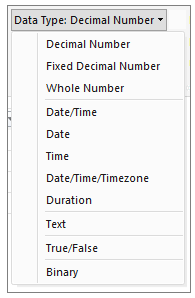 Data Type: Decimal Number
Decimal Number
Fixed Decimal Number
Whole Number
Date/Time
Date
Time
Date/Time/Timezone
Duration
Text
True/False
Binary